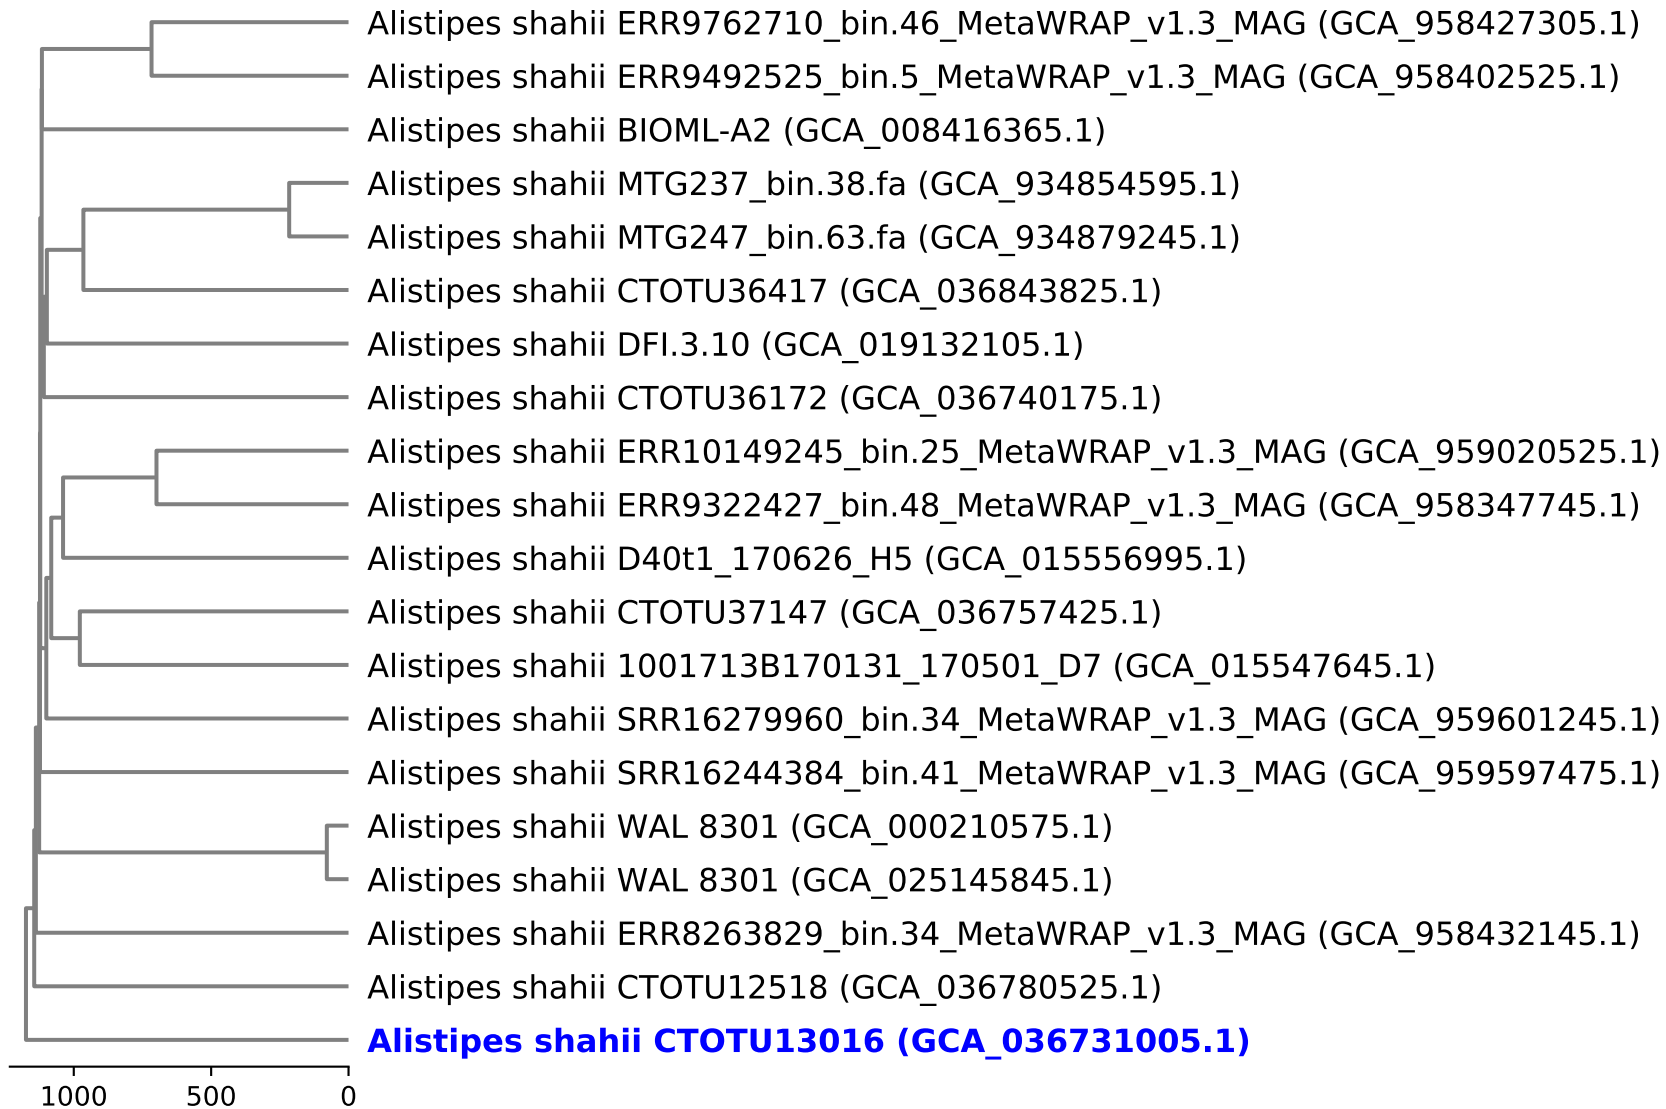 Alistipes shahii ERR9762710_bin.46_MetaWRAP_v1.3_MAG (GCA_958427305.1)
Alistipes shahii ERR9492525_bin.5_MetaWRAP_v1.3_MAG (GCA_958402525.1)
Alistipes shahii BIOML-A2 (GCA_008416365.1)
Alistipes shahii MTG237_bin.38.fa (GCA_934854595.1)
Alistipes shahii MTG247_bin.63.fa (GCA_934879245.1)
Alistipes shahii CTOTU36417 (GCA_036843825.1)
Alistipes shahii DFI.3.10 (GCA_019132105.1)
Alistipes shahii CTOTU36172 (GCA_036740175.1)
Alistipes shahii ERR10149245_bin.25_MetaWRAP_v1.3_MAG (GCA_959020525.1)
Alistipes shahii ERR9322427_bin.48_MetaWRAP_v1.3_MAG (GCA_958347745.1)
Alistipes shahii D40t1_170626_H5 (GCA_015556995.1)
Alistipes shahii CTOTU37147 (GCA_036757425.1)
Alistipes shahii 1001713B170131_170501_D7 (GCA_015547645.1)
Alistipes shahii SRR16279960_bin.34_MetaWRAP_v1.3_MAG (GCA_959601245.1)
Alistipes shahii SRR16244384_bin.41_MetaWRAP_v1.3_MAG (GCA_959597475.1)
Alistipes shahii WAL 8301 (GCA_000210575.1)
Alistipes shahii WAL 8301 (GCA_025145845.1)
Alistipes shahii ERR8263829_bin.34_MetaWRAP_v1.3_MAG (GCA_958432145.1)
Alistipes shahii CTOTU12518 (GCA_036780525.1)
Alistipes shahii CTOTU13016 (GCA_036731005.1)
1000 500 0